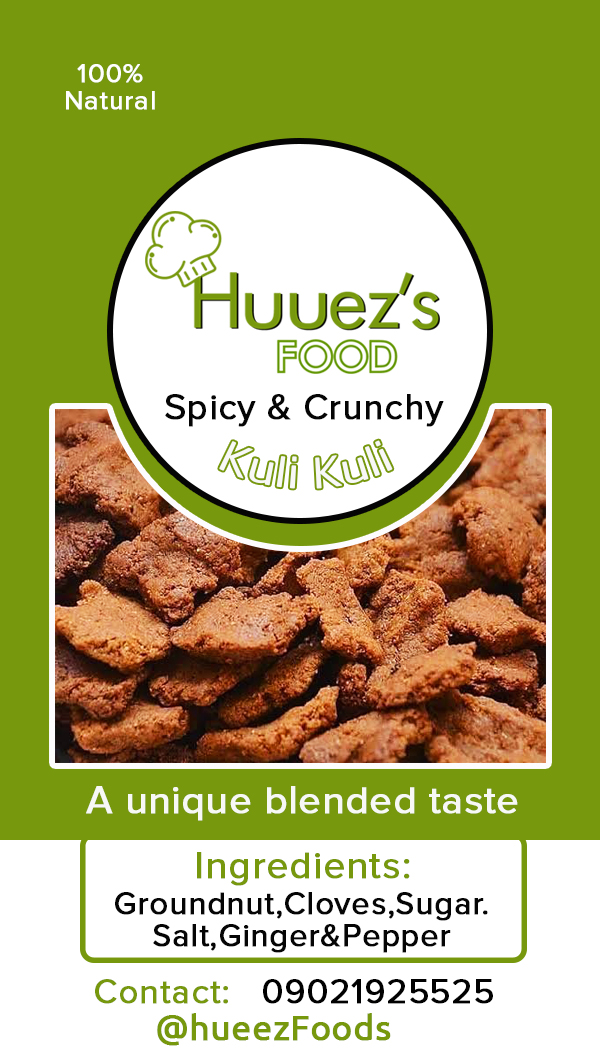 100%
Natural
Huuez's
FOOD
Spicy & Crunchy
Kuli Kuli
A unique blended taste
Ingredients:
Groundnut,Cloves,Sugar.
Salt,Ginger&Pepper
Contact: 09021925525
@hueezFoods